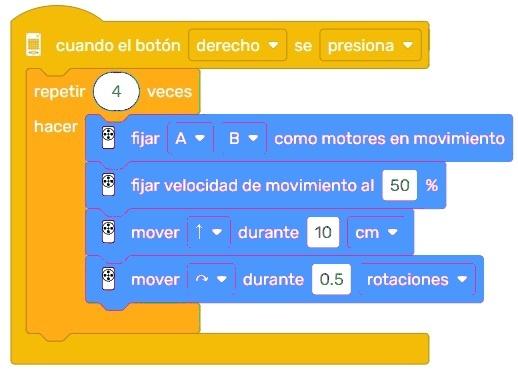 cuando el botón derecho se presiona
repetir 4 veces
hacer
fijar A B como motores en movimiento
fijar velocidad de movimiento al 50 %
mover ↑ durante 10 cm
mover ↷ durante 0.5 rotaciones